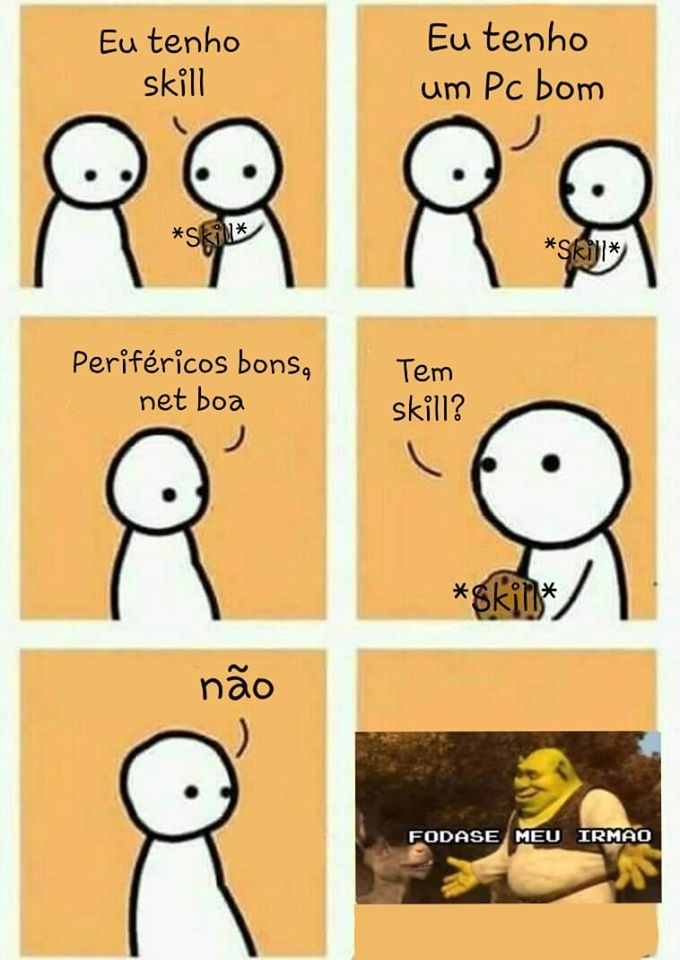 Eu tenho
skill
*Skill*
Eu tenho
um Pc bom
*Skill*
Periféricos bons,
net boa
Tem
skill?
*Skill*
não
FODASE MEU IRMAO